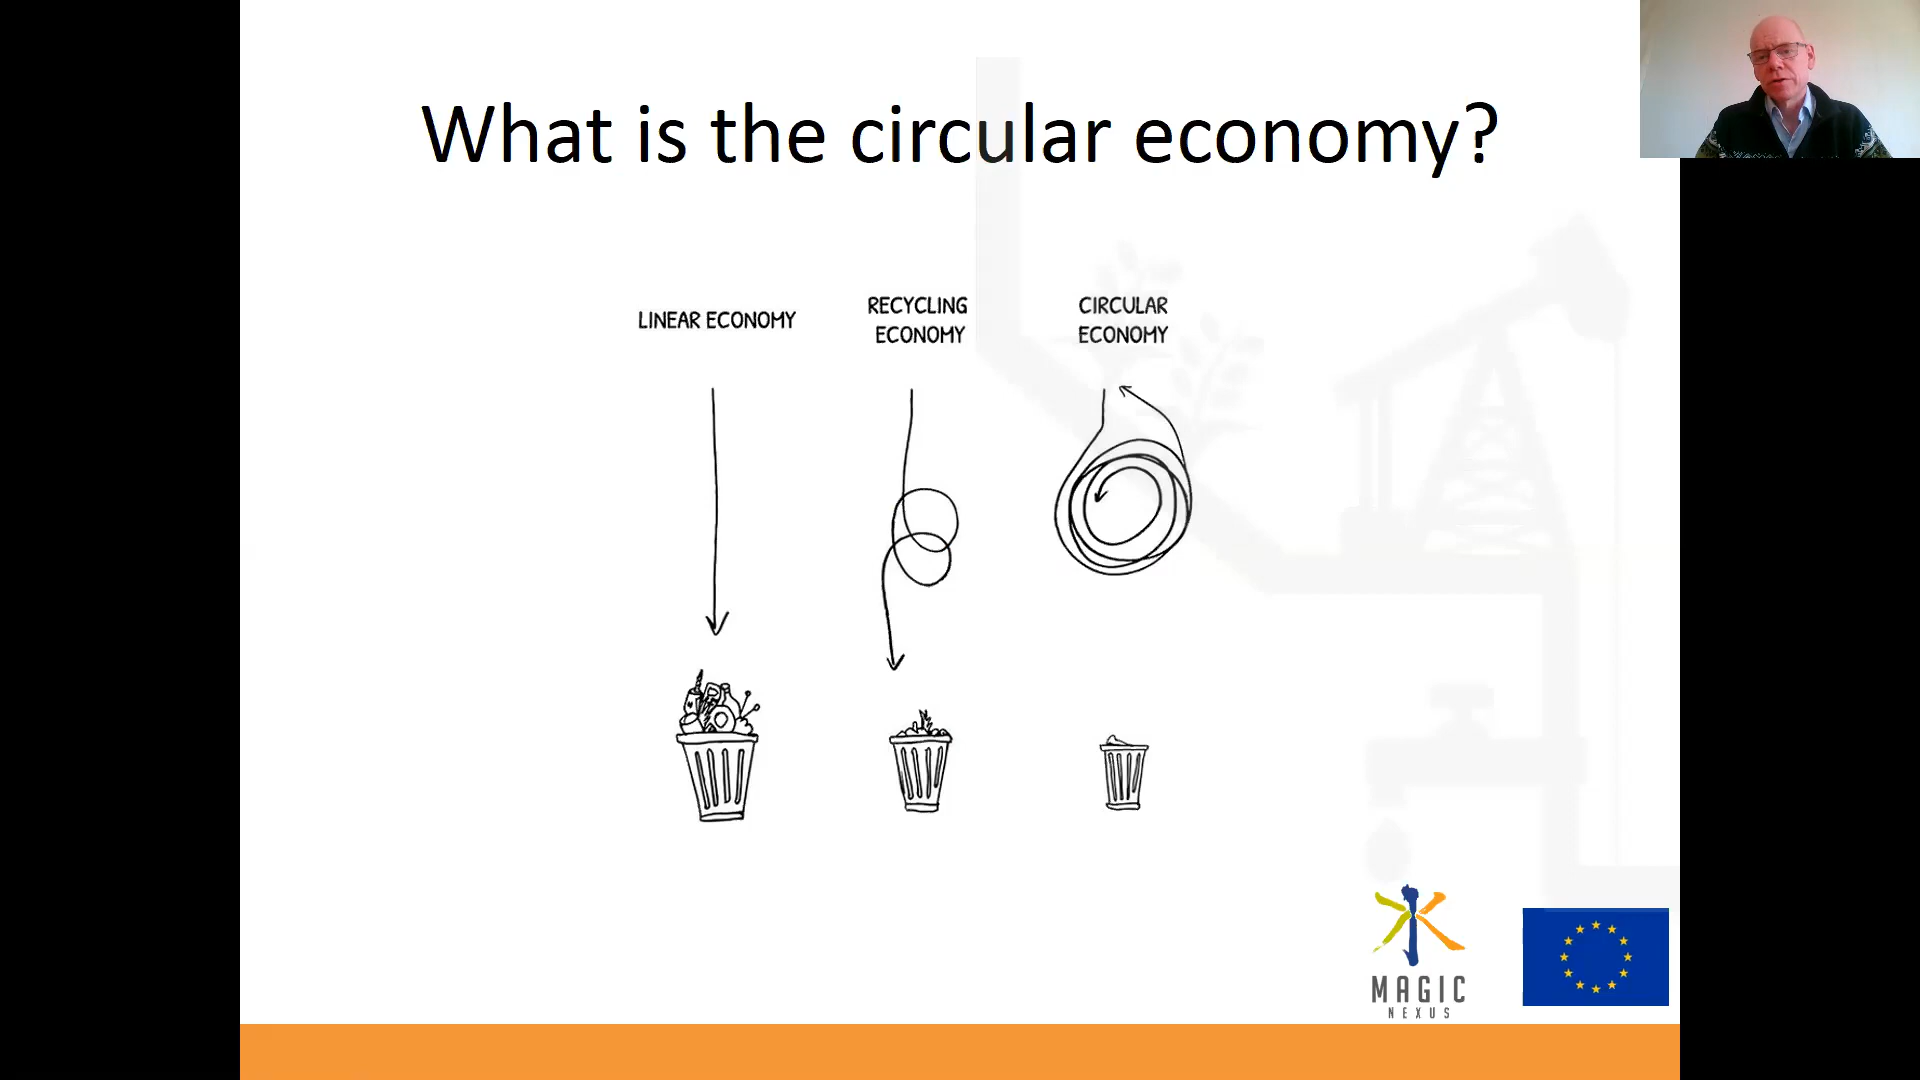 What is the circular economy?
LINEAR ECONOMY
RECYCLING
ECONOMY
CIRCULAR
ECONOMY
MAGIC
NEXUS